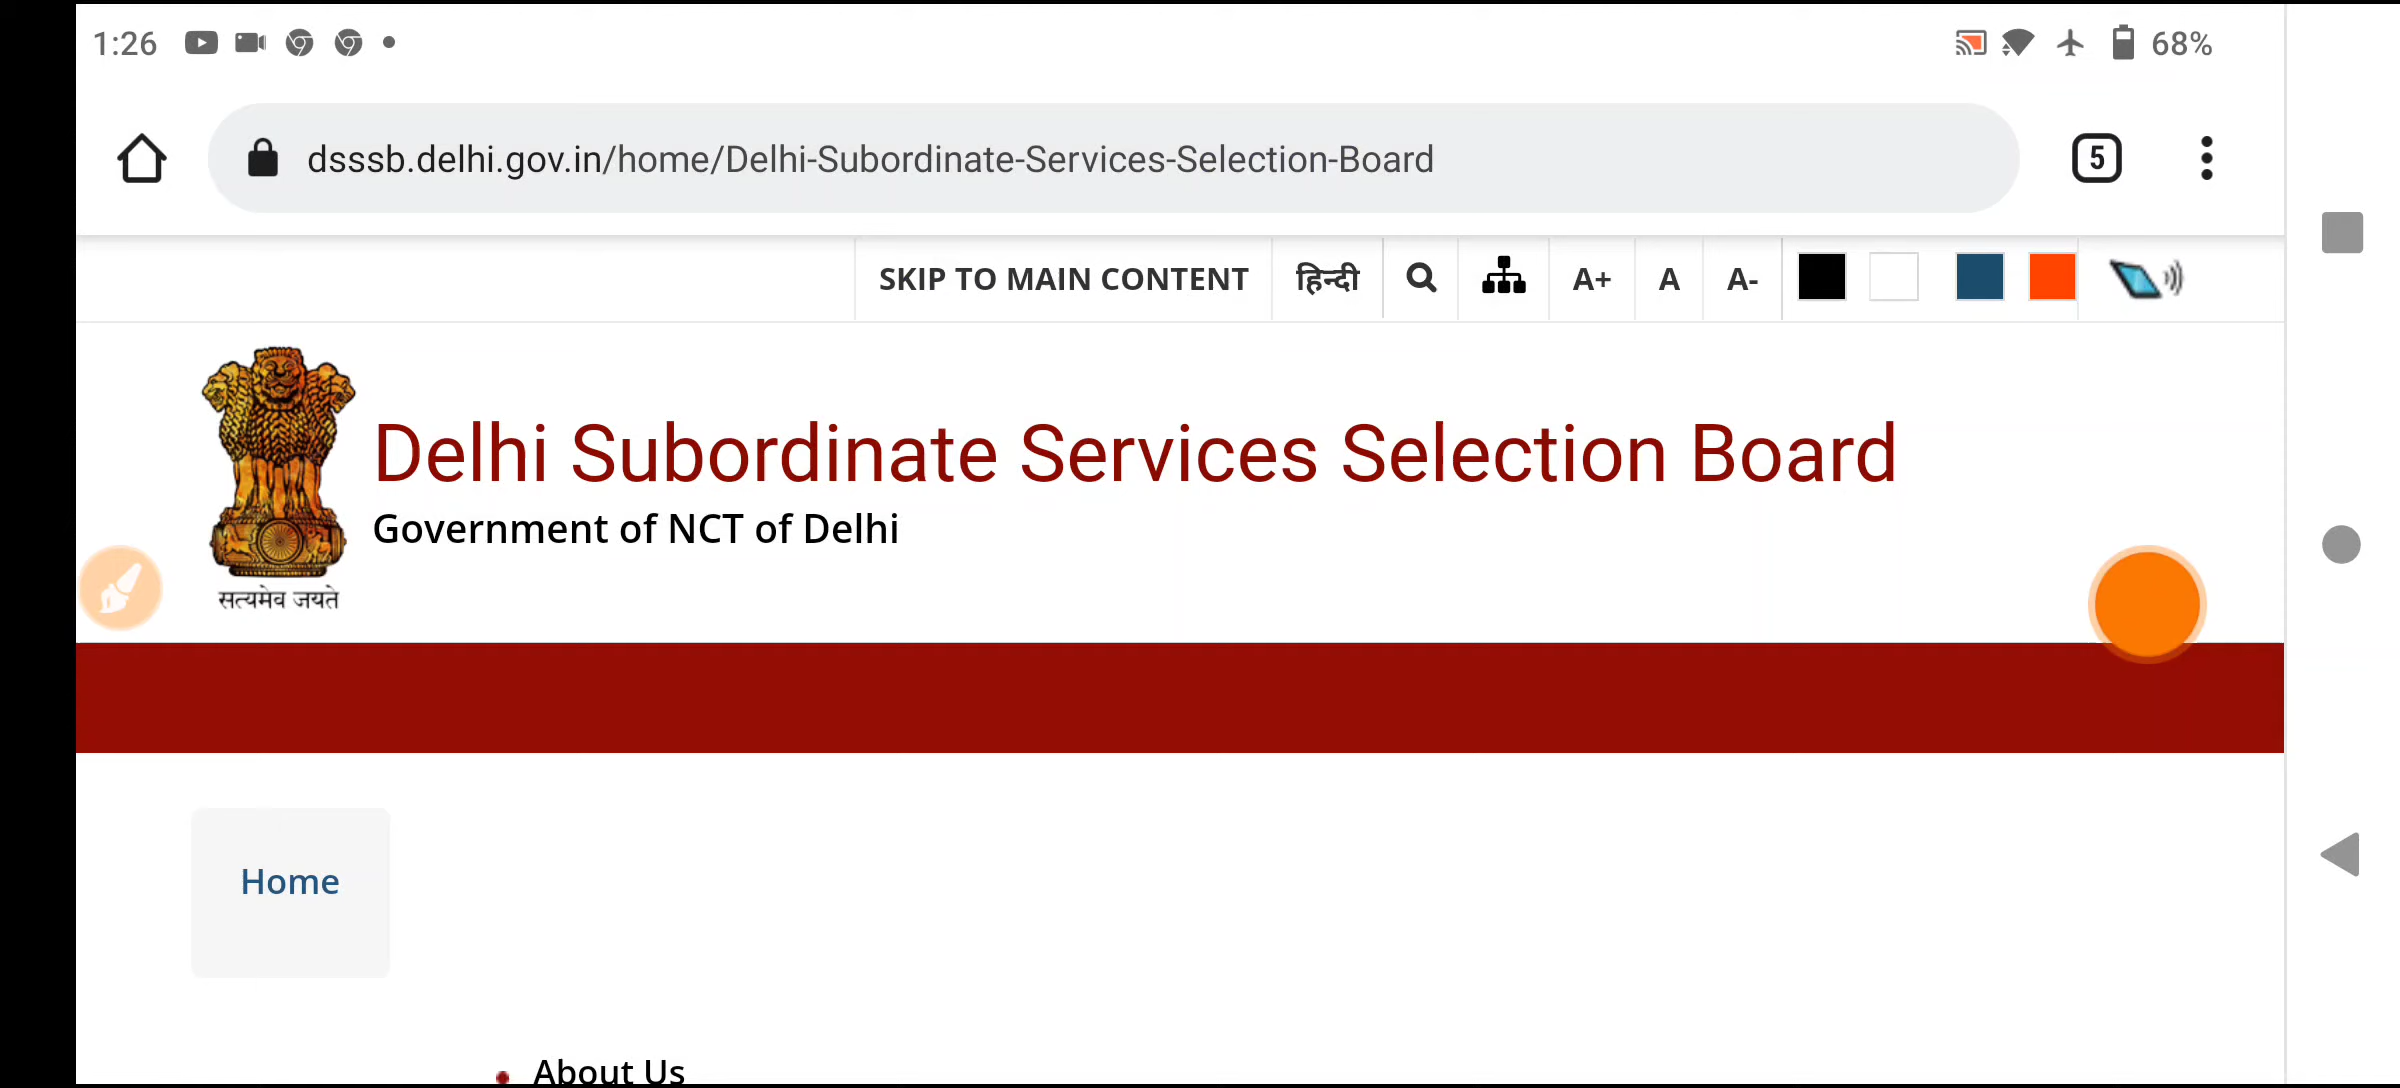 1:26
68%
dsssb.delhi.gov.in/home/Delhi-Subordinate-Services-Selection-Board
5
SKIP TO MAIN CONTENT हिन्दी A+ A A-
Delhi Subordinate Services Selection Board
Government of NCT of Delhi
सत्यमेव जयते
Home
About Us